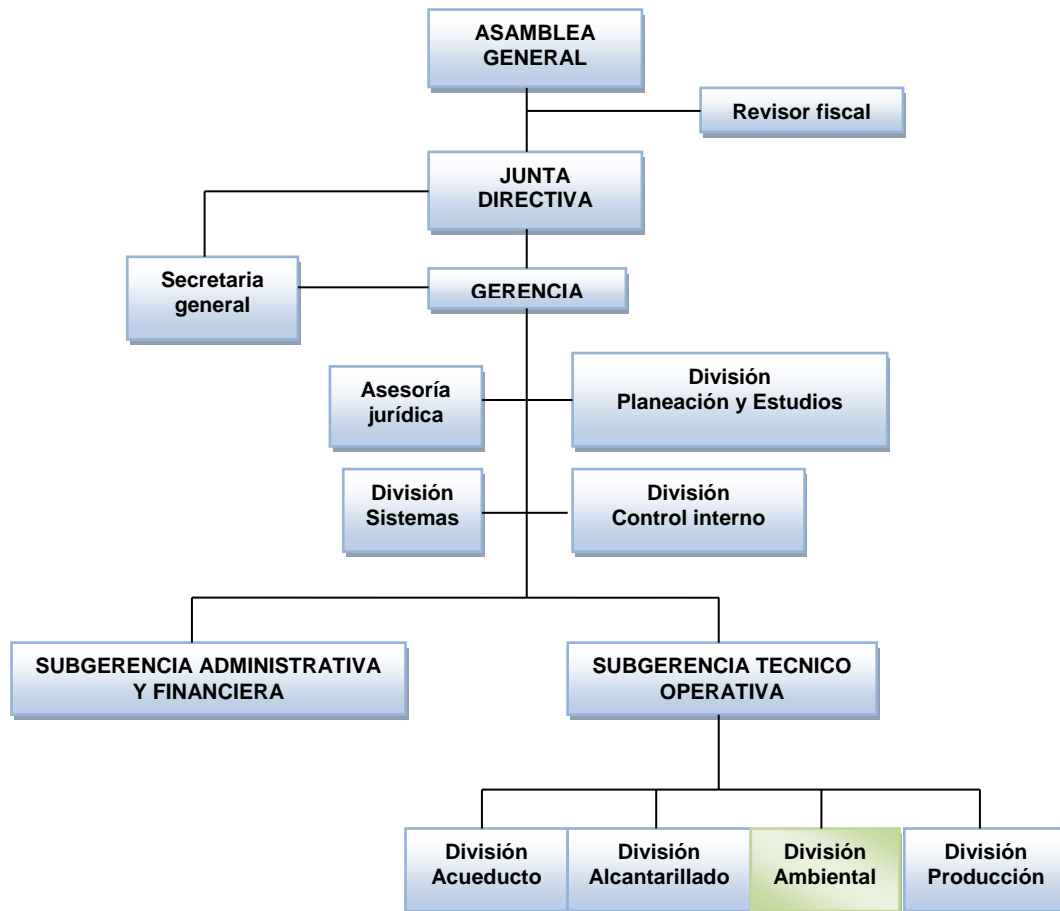 ASAMBLEA
GENERAL
Revisor fiscal
JUNTA
DIRECTIVA
Secretaria
general
GERENCIA
Asesoría
jurídica
División
Planeación y Estudios
División
Sistemas
División
Control interno
SUBGERENCIA ADMINISTRATIVA
Y FINANCIERA
SUBGERENCIA TECNICO
OPERATIVA
División
Acueducto
División
Alcantarillado
División
Ambiental
División
Producción